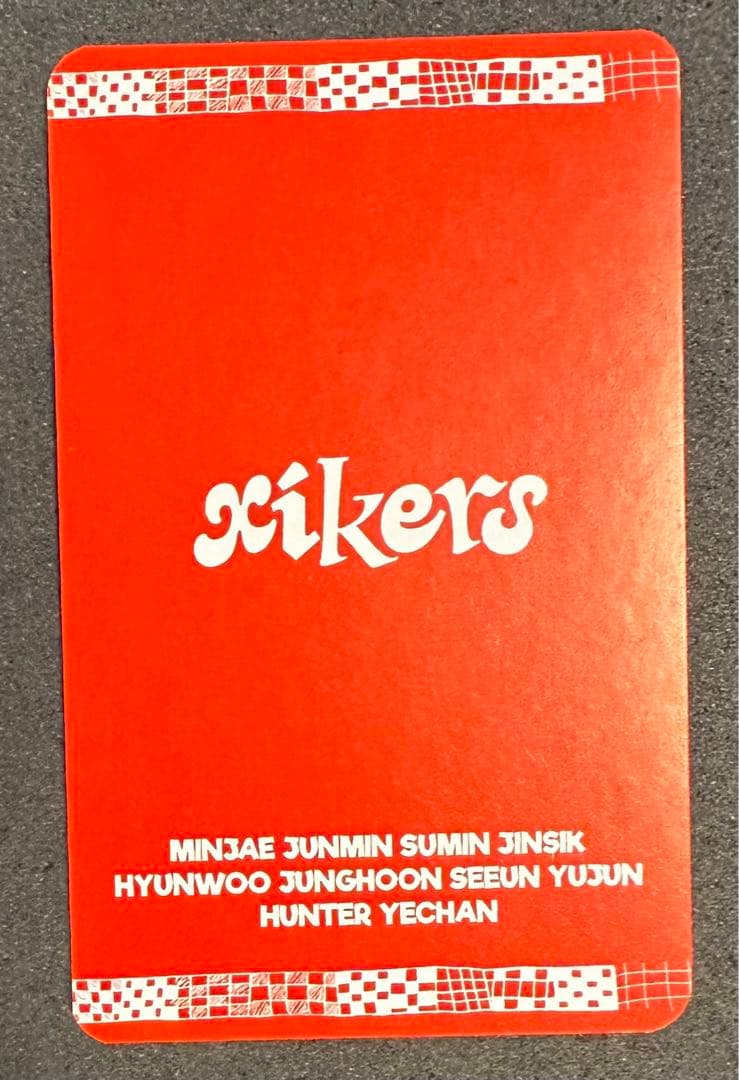 xikers
MINJAE JUNMIN SUMIN JINSIK
HYUNWOO JUNGHOON SEEUN YUJUN
HUNTER YECHAN